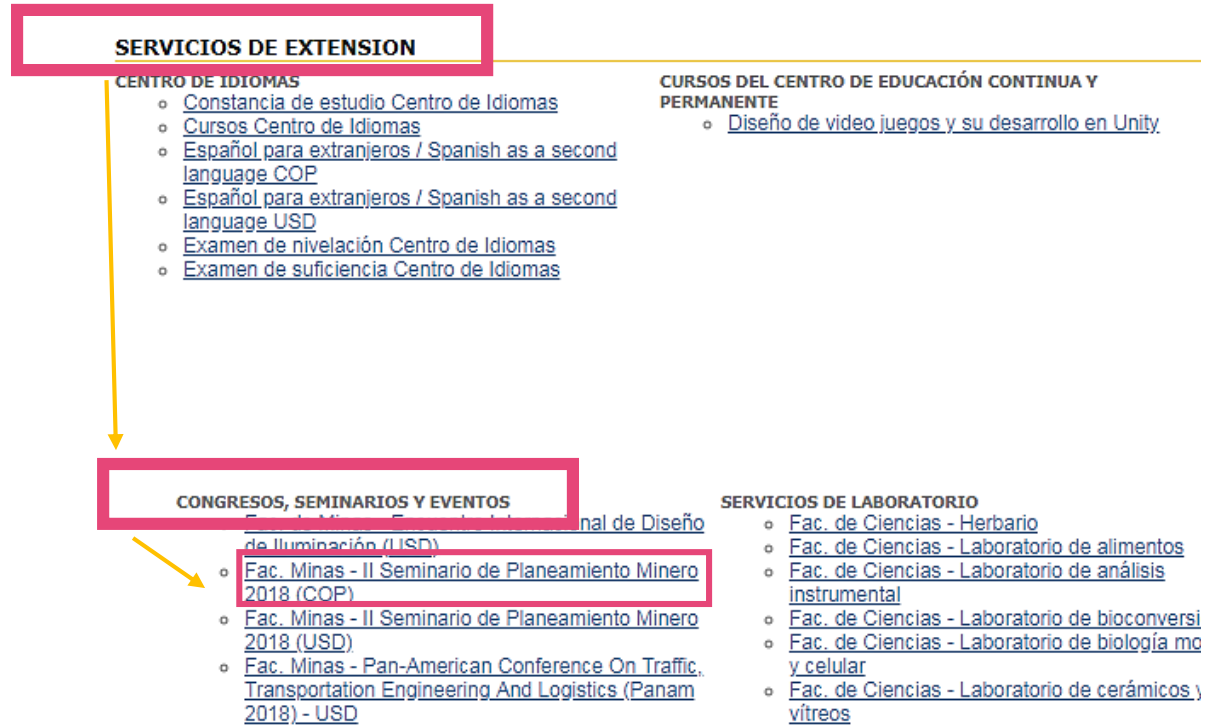 SERVICIOS DE EXTENSION
CENTRO DE IDIOMAS
Constancia de estudio Centro de Idiomas
Cursos Centro de Idiomas
Español para extranjeros / Spanish as a second
language COP
Español para extranjeros / Spanish as a second
language USD
Examen de nivelación Centro de Idiomas
Examen de suficiencia Centro de Idiomas
CURSOS DEL CENTRO DE EDUCACIÓN CONTINUA Y
PERMANENTE
Diseño de video juegos y su desarrollo en Unity
CONGRESOS, SEMINARIOS Y EVENTOS
nal de Diseño
de Iluminación (USD)
Fac. Minas - II Seminario de Planeamiento Minero
2018 (COP)
Fac. Minas - II Seminario de Planeamiento Minero
2018 (USD)
Fac. Minas - Pan-American Conference On Traffic,
Transportation Engineering And Logistics (Panam
2018) - USD
SERVICIOS DE LABORATORIO
Fac. de Ciencias - Herbario
Fac. de Ciencias - Laboratorio de alimentos
Fac. de Ciencias - Laboratorio de análisis
instrumental
Fac. de Ciencias - Laboratorio de bioconversi
Fac. de Ciencias - Laboratorio de biología mo
y celular
Fac. de Ciencias - Laboratorio de cerámicos y
vítreos